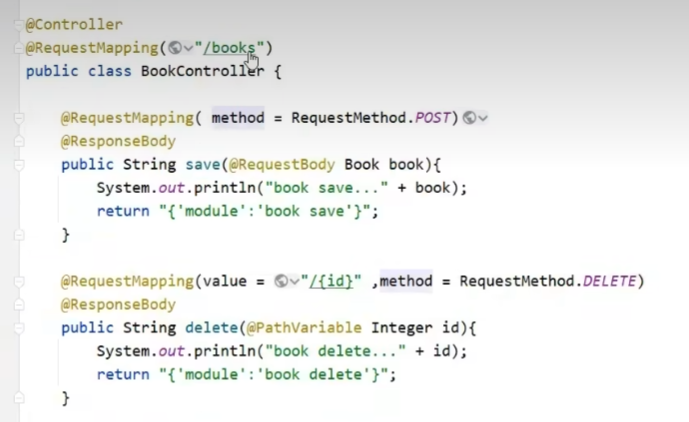 @Controller
@RequestMapping("/books")
public class BookController {
@RequestMapping( method = RequestMethod.POST)
@ResponseBody
public String save(@RequestBody Book book){
System.out.println("book save..." + book);
return "{'module':'book save'}";
}
@RequestMapping(value = "/{id}" ,method = RequestMethod.DELETE)
@ResponseBody
public String delete(@PathVariable Integer id){
System.out.println("book delete..." + id);
return "{'module':'book delete'}";
}